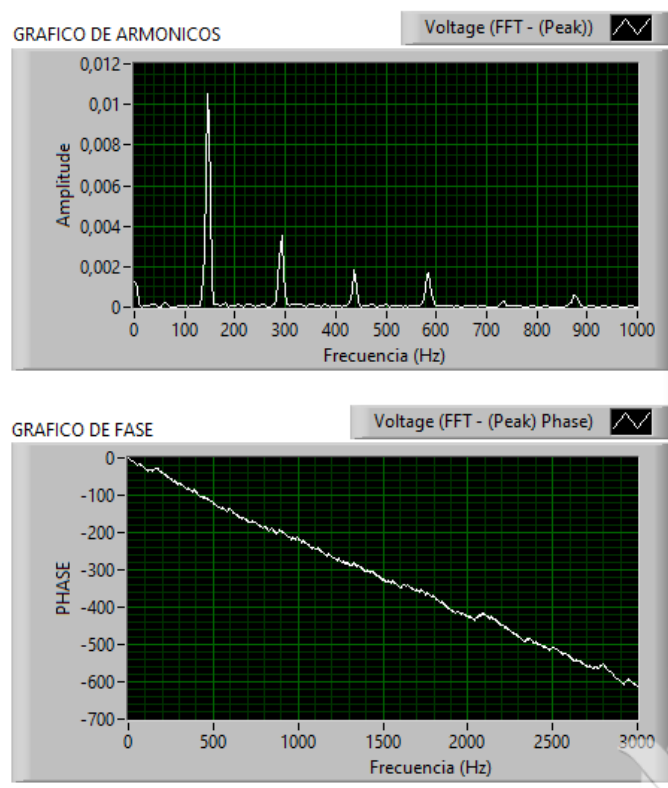 GRAFICO DE ARMONICOS
Voltage (FFT - (Peak))
0,012
0,01
0,008
0,006
0,004
0,002
0
Amplitude
0 100 200 300 400 500 600 700 800 900 1000
Frecuencia (Hz)
GRAFICO DE FASE
Voltage (FFT - (Peak) Phase)
0
-100
-200
-300
-400
-500
-600
-700
PHASE
0 500 1000 1500 2000 2500 3000
Frecuencia (Hz)